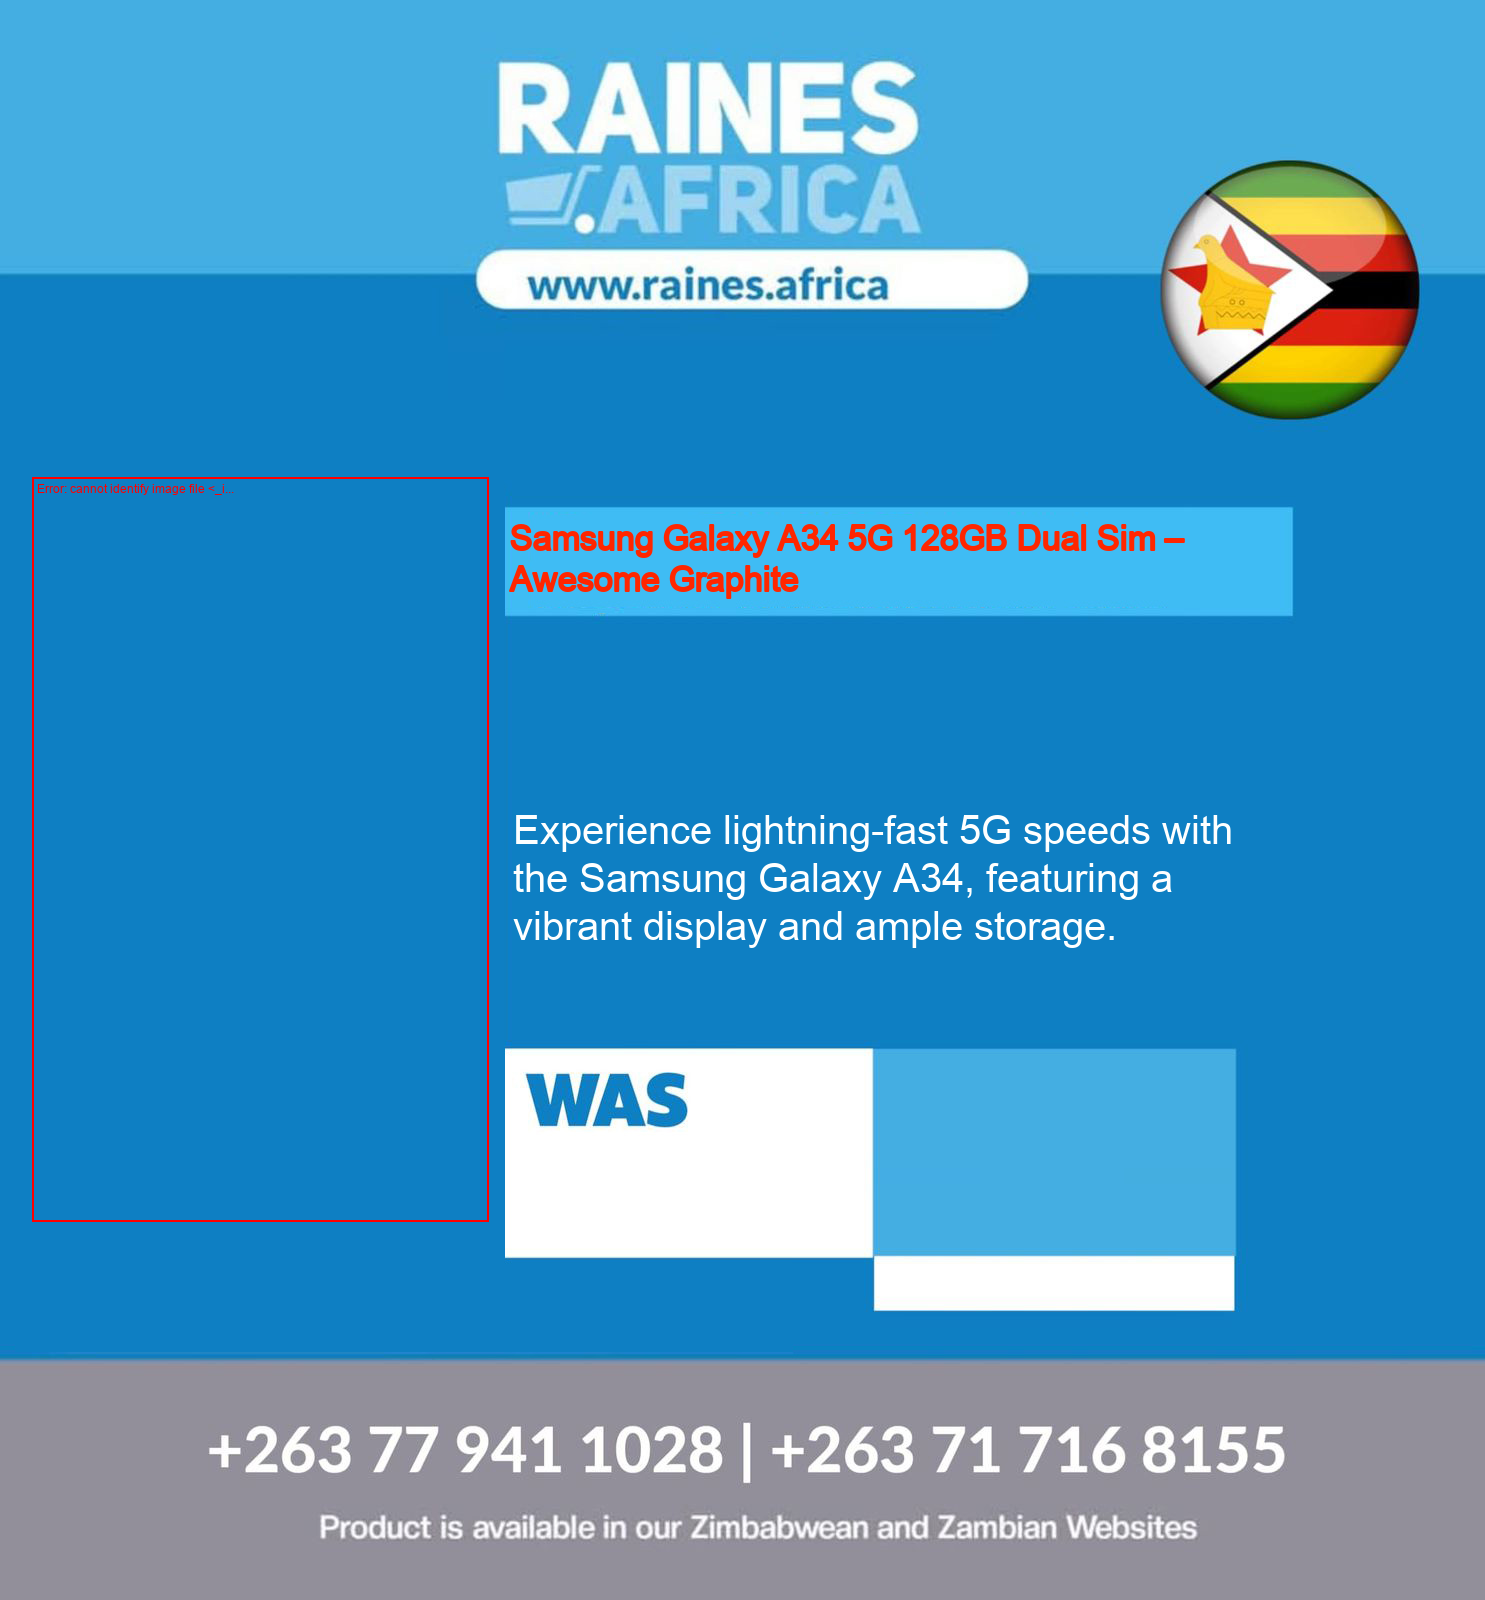 RAINES
.AFRICA
www.raines.africa
Error: cannot identify image file <_i...
Samsung Galaxy A34 5G 128GB Dual Sim –
Awesome Graphite
Experience lightning-fast 5G speeds with
the Samsung Galaxy A34, featuring a
vibrant display and ample storage.
WAS
+263 77 941 1028 | +263 71 716 8155
Product is available in our Zimbabwean and Zambian Websites